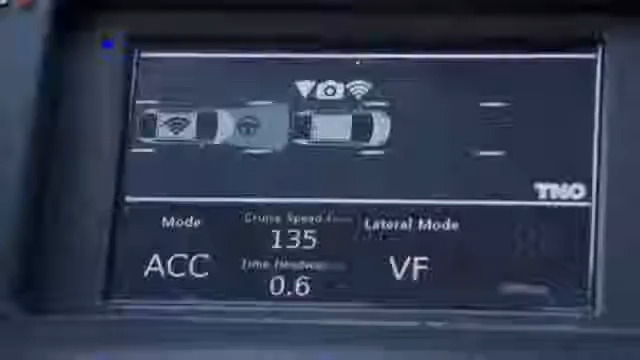 TNO
Mode
Cruise Speed
Lateral Mode
135
ACC
Time Headway
VF
0.6